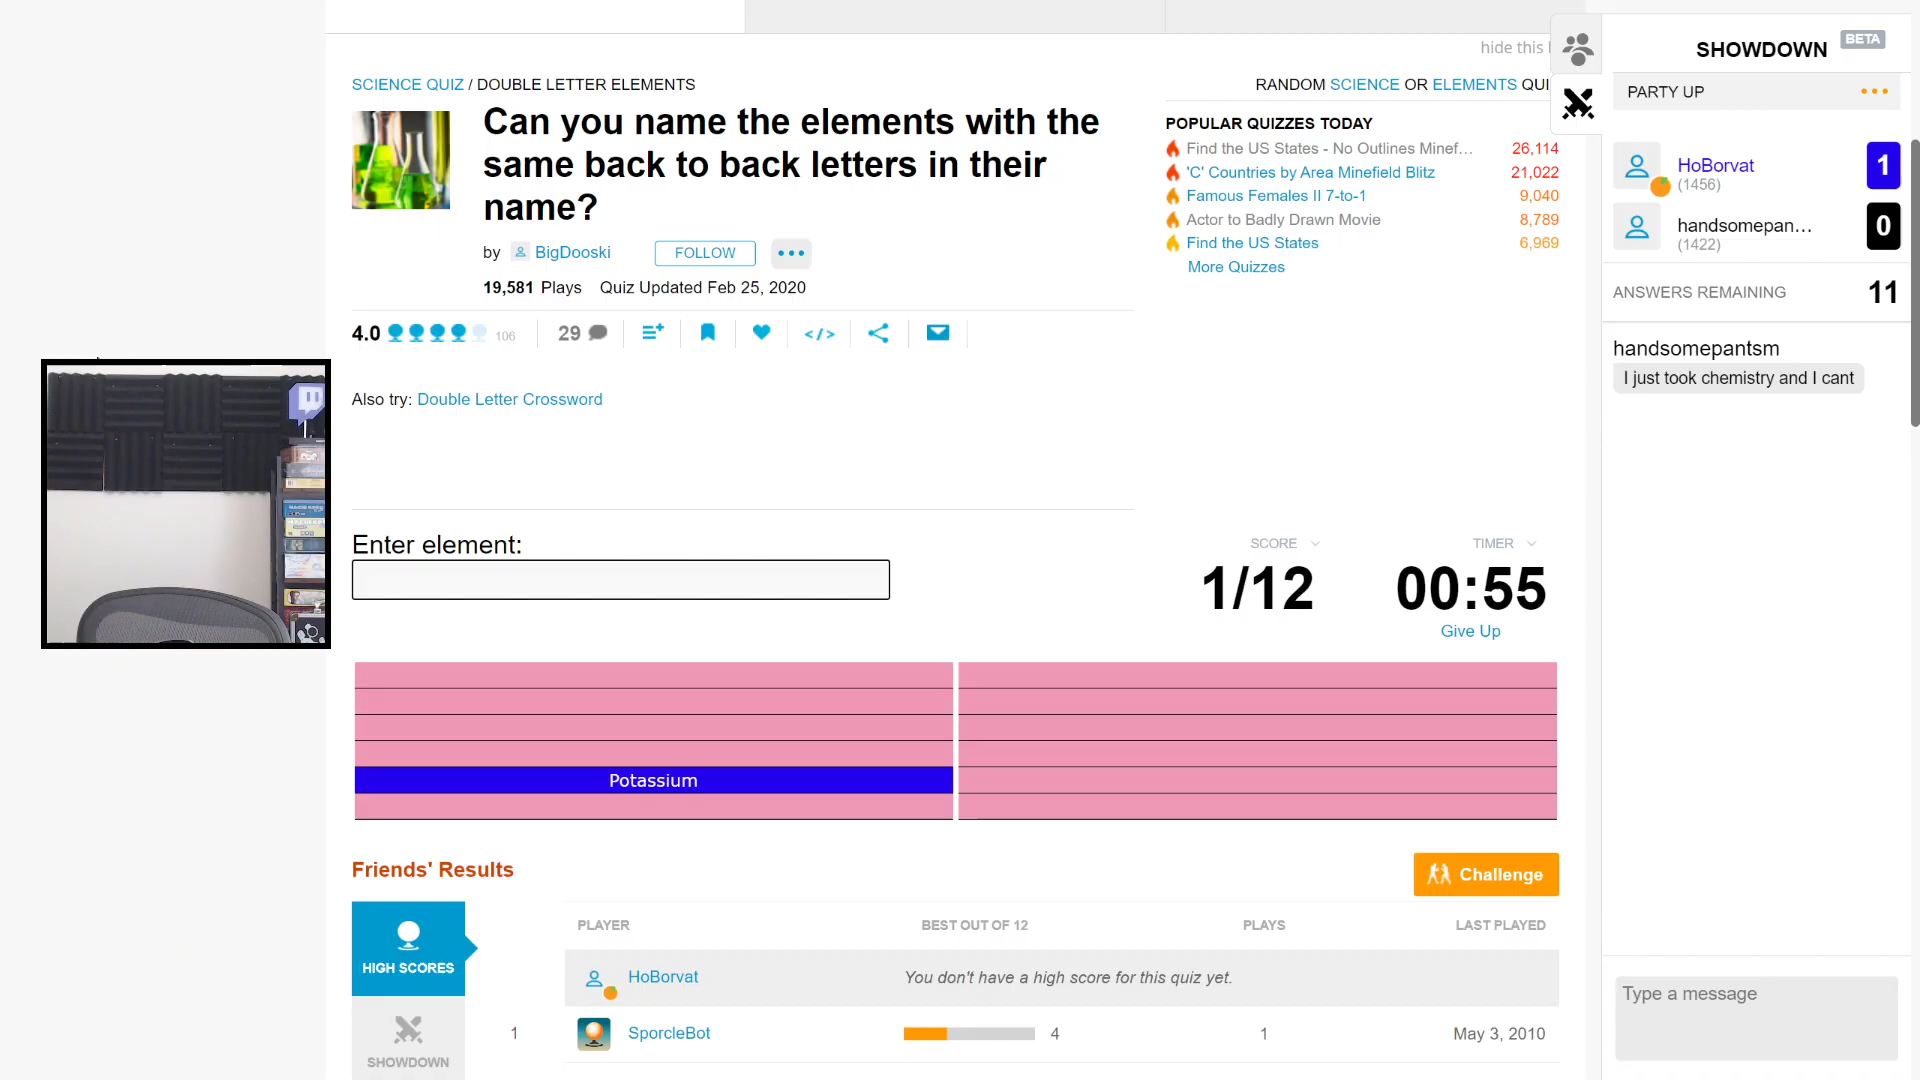 hide this
SHOWDOWN BETA
SCIENCE QUIZ / DOUBLE LETTER ELEMENTS
RANDOM SCIENCE OR ELEMENTS QUI
PARTY UP
Can you name the elements with the
same back to back letters in their
name?
by BigDooski FOLLOW
19,581 Plays Quiz Updated Feb 25, 2020
POPULAR QUIZZES TODAY
Find the US States - No Outlines Minef... 26,114
'C' Countries by Area Minefield Blitz 21,022
Famous Females II 7-to-1 9,040
Actor to Badly Drawn Movie 8,789
Find the US States 6,969
More Quizzes
HoBorvat 1
(1456)
handsomepan... 0
(1422)
ANSWERS REMAINING 11
handsomepantsm
I just took chemistry and I cant
4.0 106 29 </>
Also try: Double Letter Crossword
Enter element:
SCORE
1/12
TIMER
00:55
Give Up
Potassium
Friends' Results
Challenge
HIGH SCORES
SHOWDOWN
PLAYER BEST OUT OF 12 PLAYS LAST PLAYED
HoBorvat You don't have a high score for this quiz yet.
1 SporcleBot 4 1 May 3, 2010
Type a message